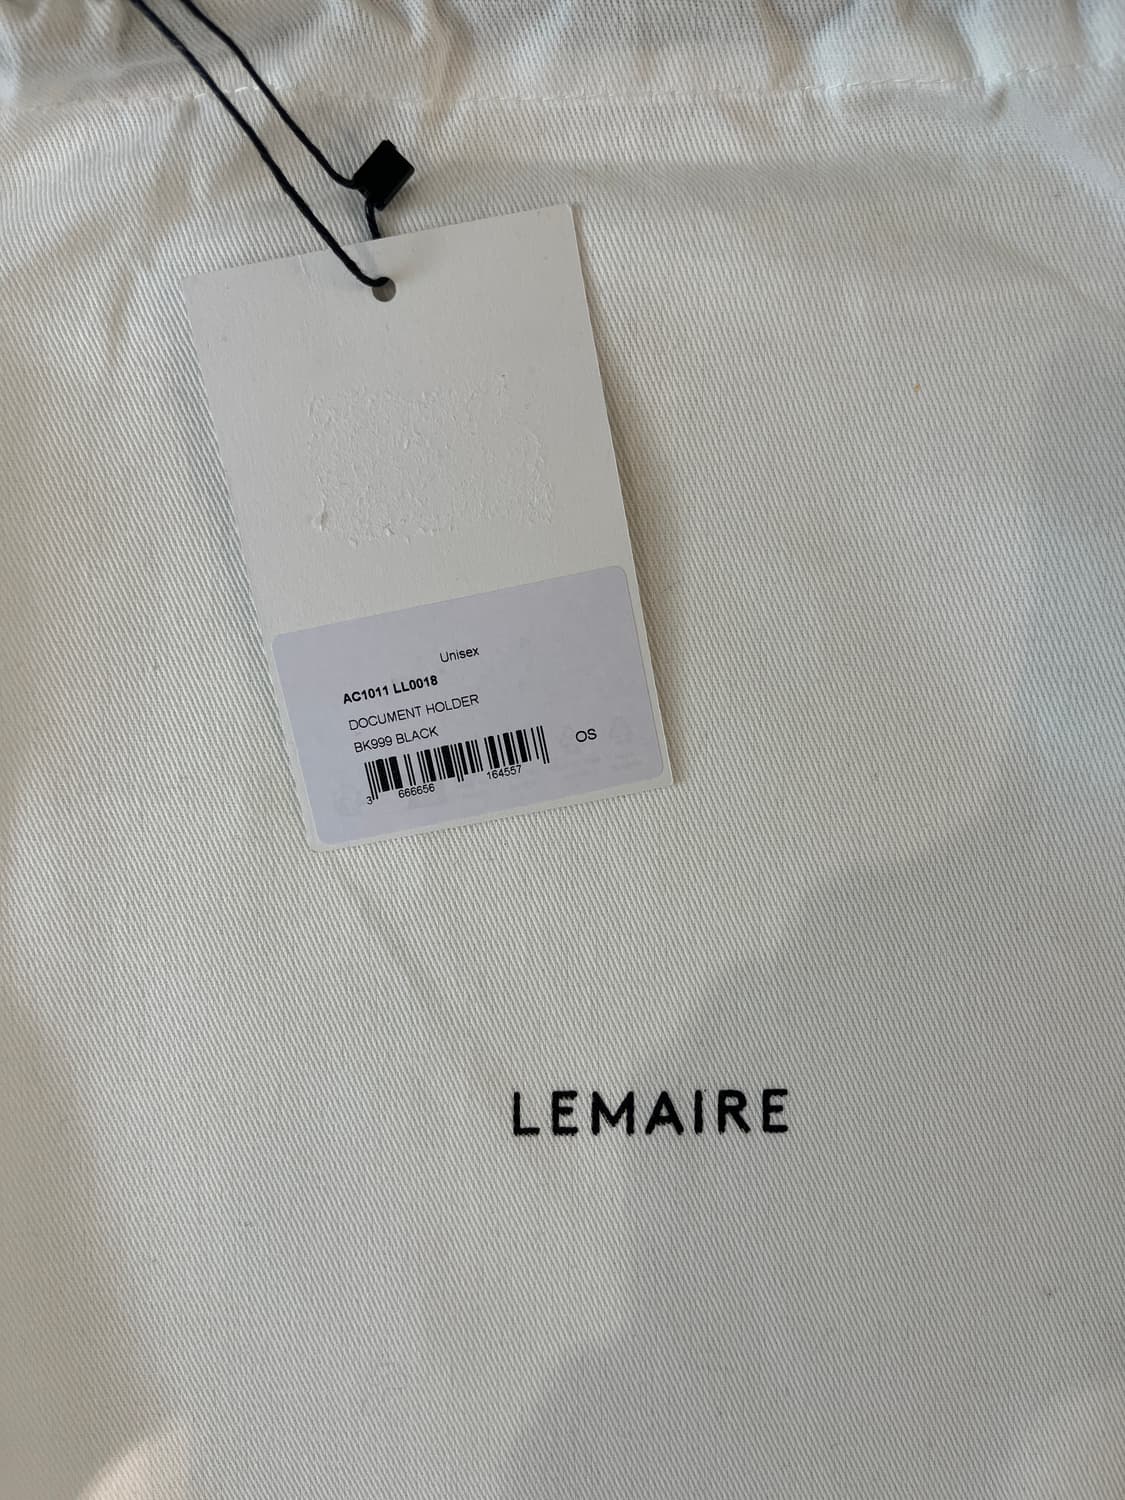 Unisex
AC1011 LL0018
DOCUMENT HOLDER
BK999 BLACK
OS
3 666656 164557
LEMAIRE